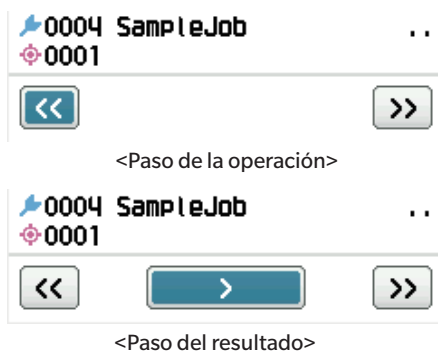 0004 SampleJob ..
0001
<< >>
<Paso de la operación>
0004 SampleJob ..
0001
<< > >>
<Paso del resultado>